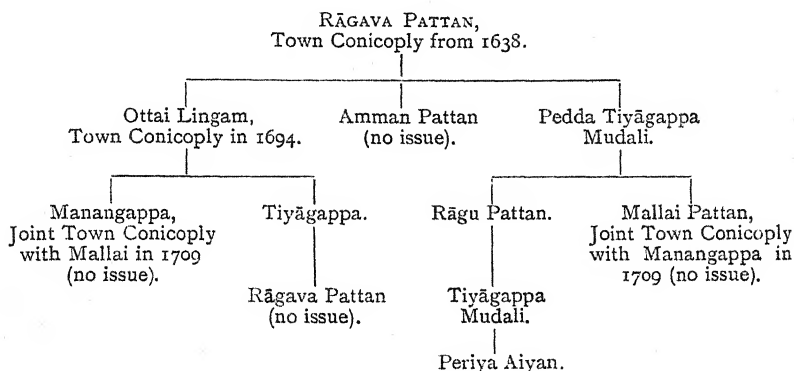 RĀGAVA PATTAN,
Town Conicoply from 1638.
Ottai Lingam,
Town Conicoply in 1694.
Amman Pattan
(no issue).
Pedda Tiyāgappa
Mudali.
Manangappa,
Joint Town Conicoply
with Mallai in 1709
(no issue).
Tiyāgappa.
Rāgu Pattan.
Mallai Pattan,
Joint Town Conicoply
with Manangappa in
1709 (no issue).
Rāgava Pattan
(no issue).
Tiyāgappa
Mudali.
Periya Aiyan.